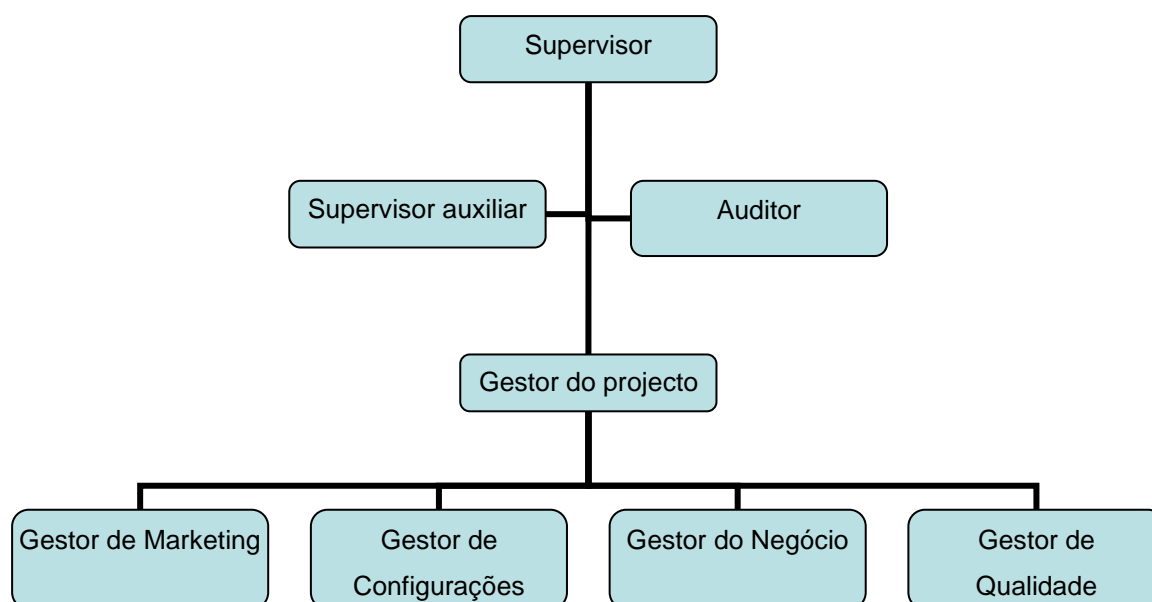 Supervisor
Supervisor auxiliar
Auditor
Gestor do projecto
Gestor de Marketing
Gestor de
Configurações
Gestor do Negócio
Gestor de
Qualidade